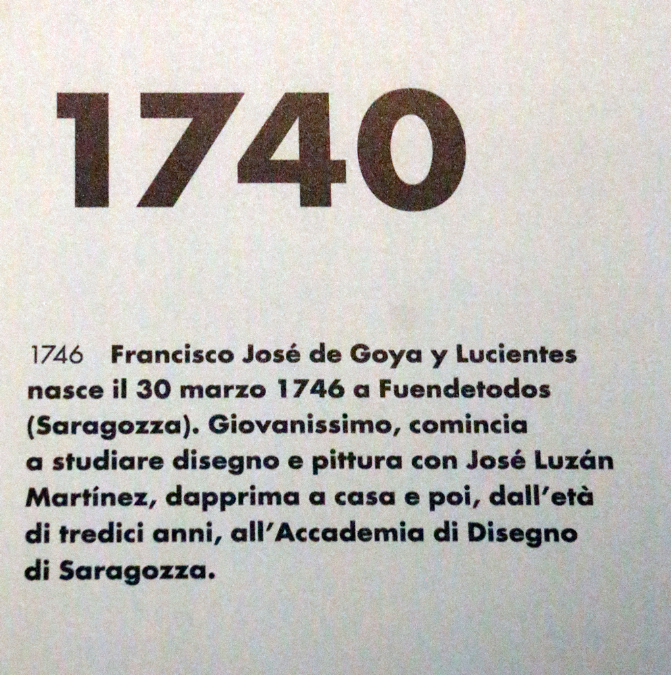 1740
1746 Francisco José de Goya y Lucientes
nasce il 30 marzo 1746 a Fuendetodos
(Saragozza). Giovanissimo, comincia
a studiare disegno e pittura con José Luzán
Martínez, dapprima a casa e poi, dall'età
di tredici anni, all'Accademia di Disegno
di Saragozza.